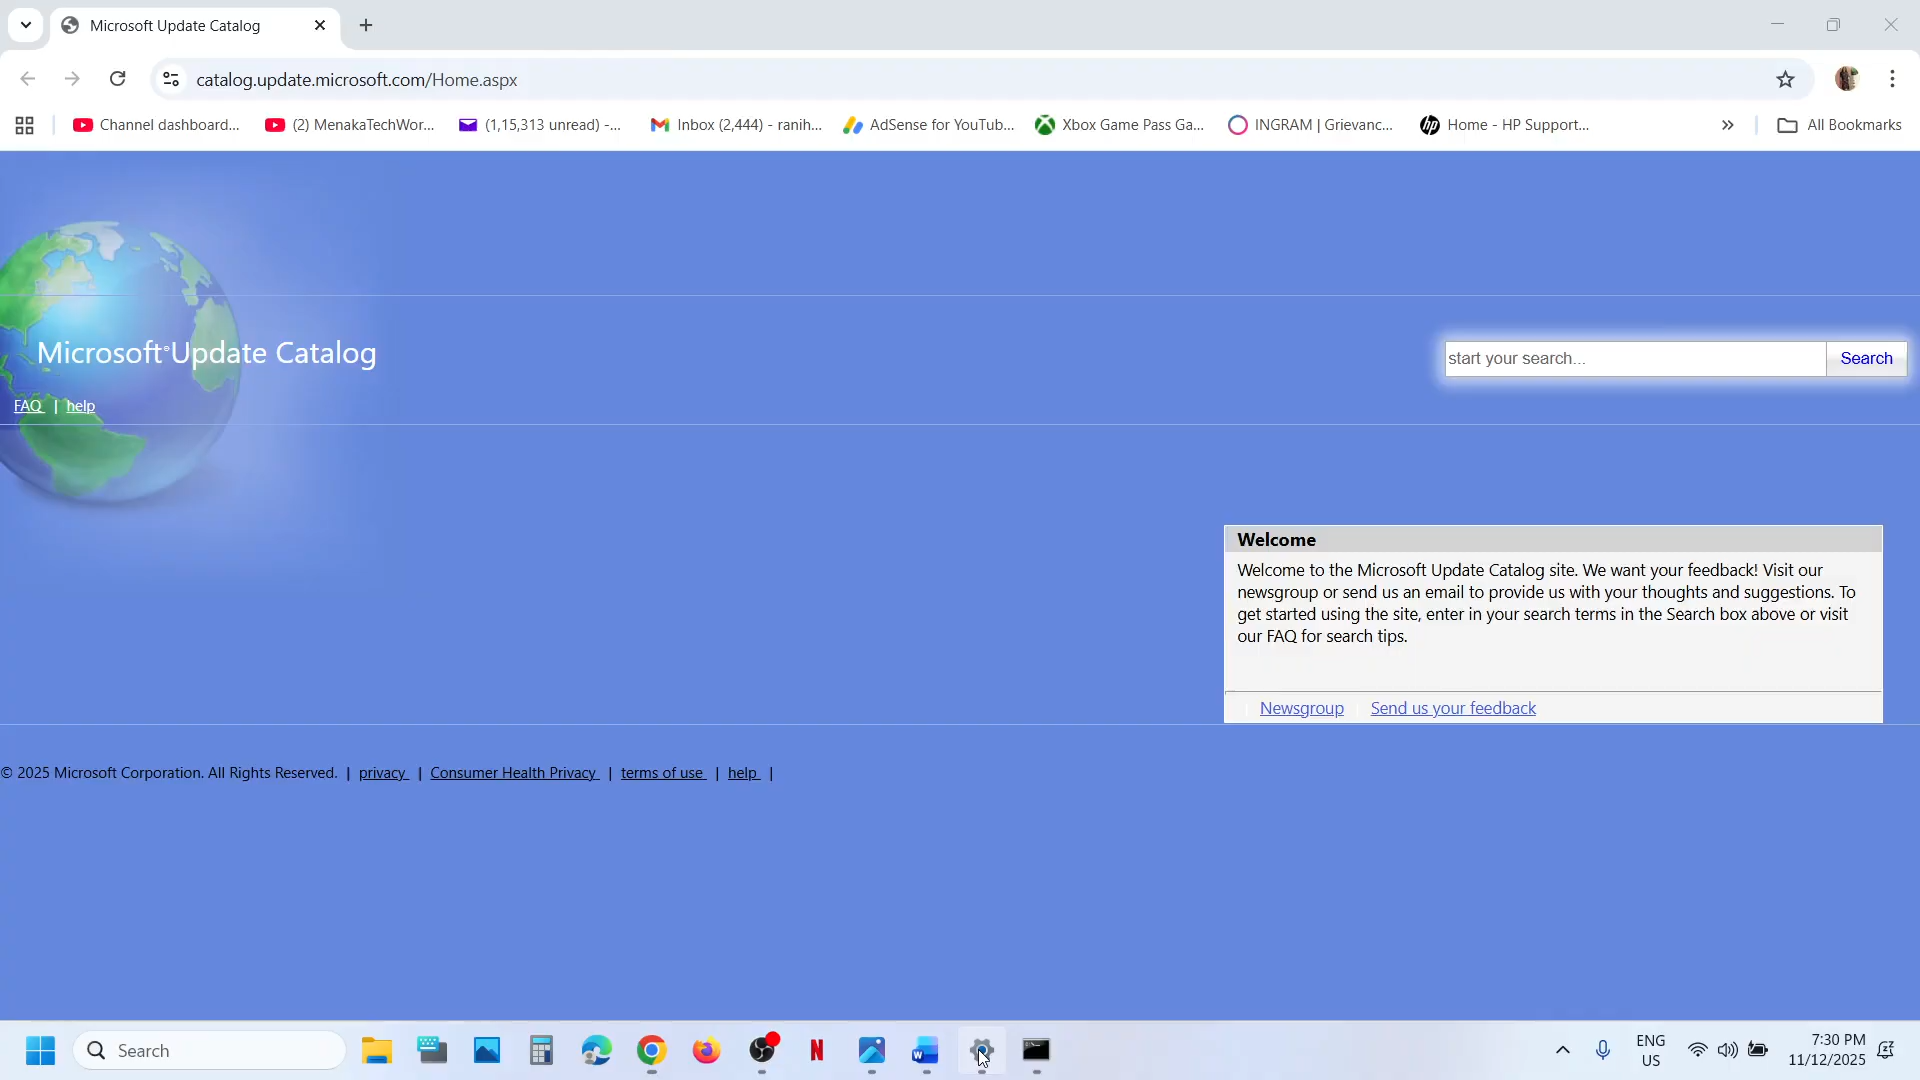 Microsoft Update Catalog
catalog.update.microsoft.com/Home.aspx
Channel dashboard...
(2) MenakaTechWor...
(1,15,313 unread) -...
Inbox (2,444) - ranih...
AdSense for YouTub...
Xbox Game Pass Ga...
INGRAM | Grievanc...
Home - HP Support...
All Bookmarks
Microsoft® Update Catalog
start your search...
Search
FAQ | help
Welcome
Welcome to the Microsoft Update Catalog site. We want your feedback! Visit our
newsgroup or send us an email to provide us with your thoughts and suggestions. To
get started using the site, enter in your search terms in the Search box above or visit
our FAQ for search tips.
Newsgroup
Send us your feedback
© 2025 Microsoft Corporation. All Rights Reserved. | privacy | Consumer Health Privacy | terms of use | help |
Search
ENG
US
7:30 PM
11/12/2025